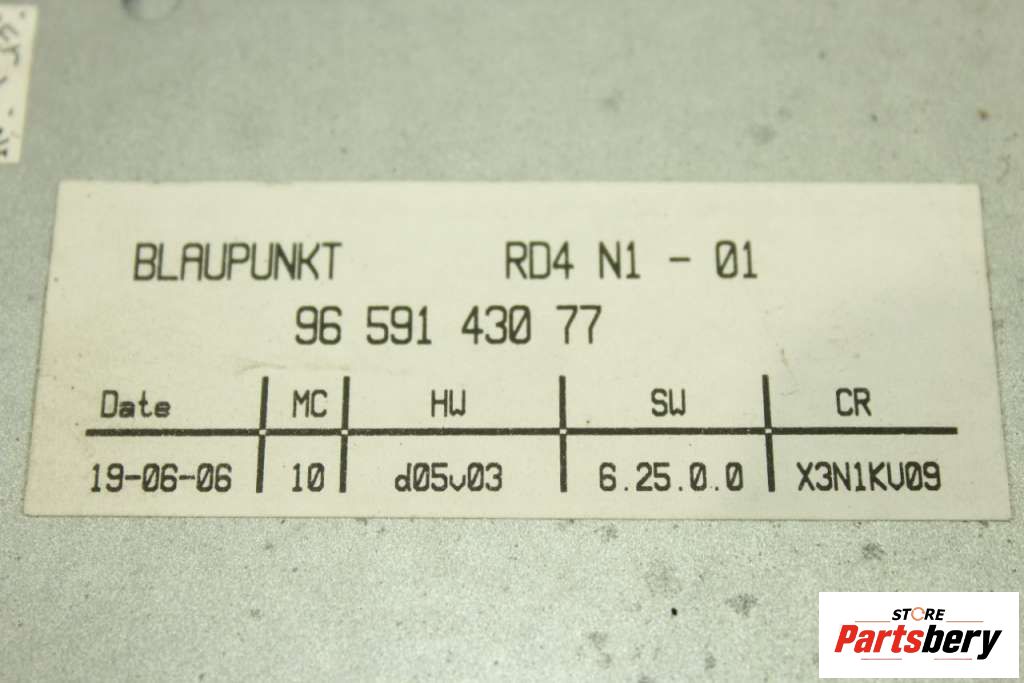 BLAUPUNKT RD4 N1 - 01
96 591 430 77
Date MC HW SW CR
19-06-06 10 d05v03 6.25.0.0 X3N1KV09
STORE
Partsbery